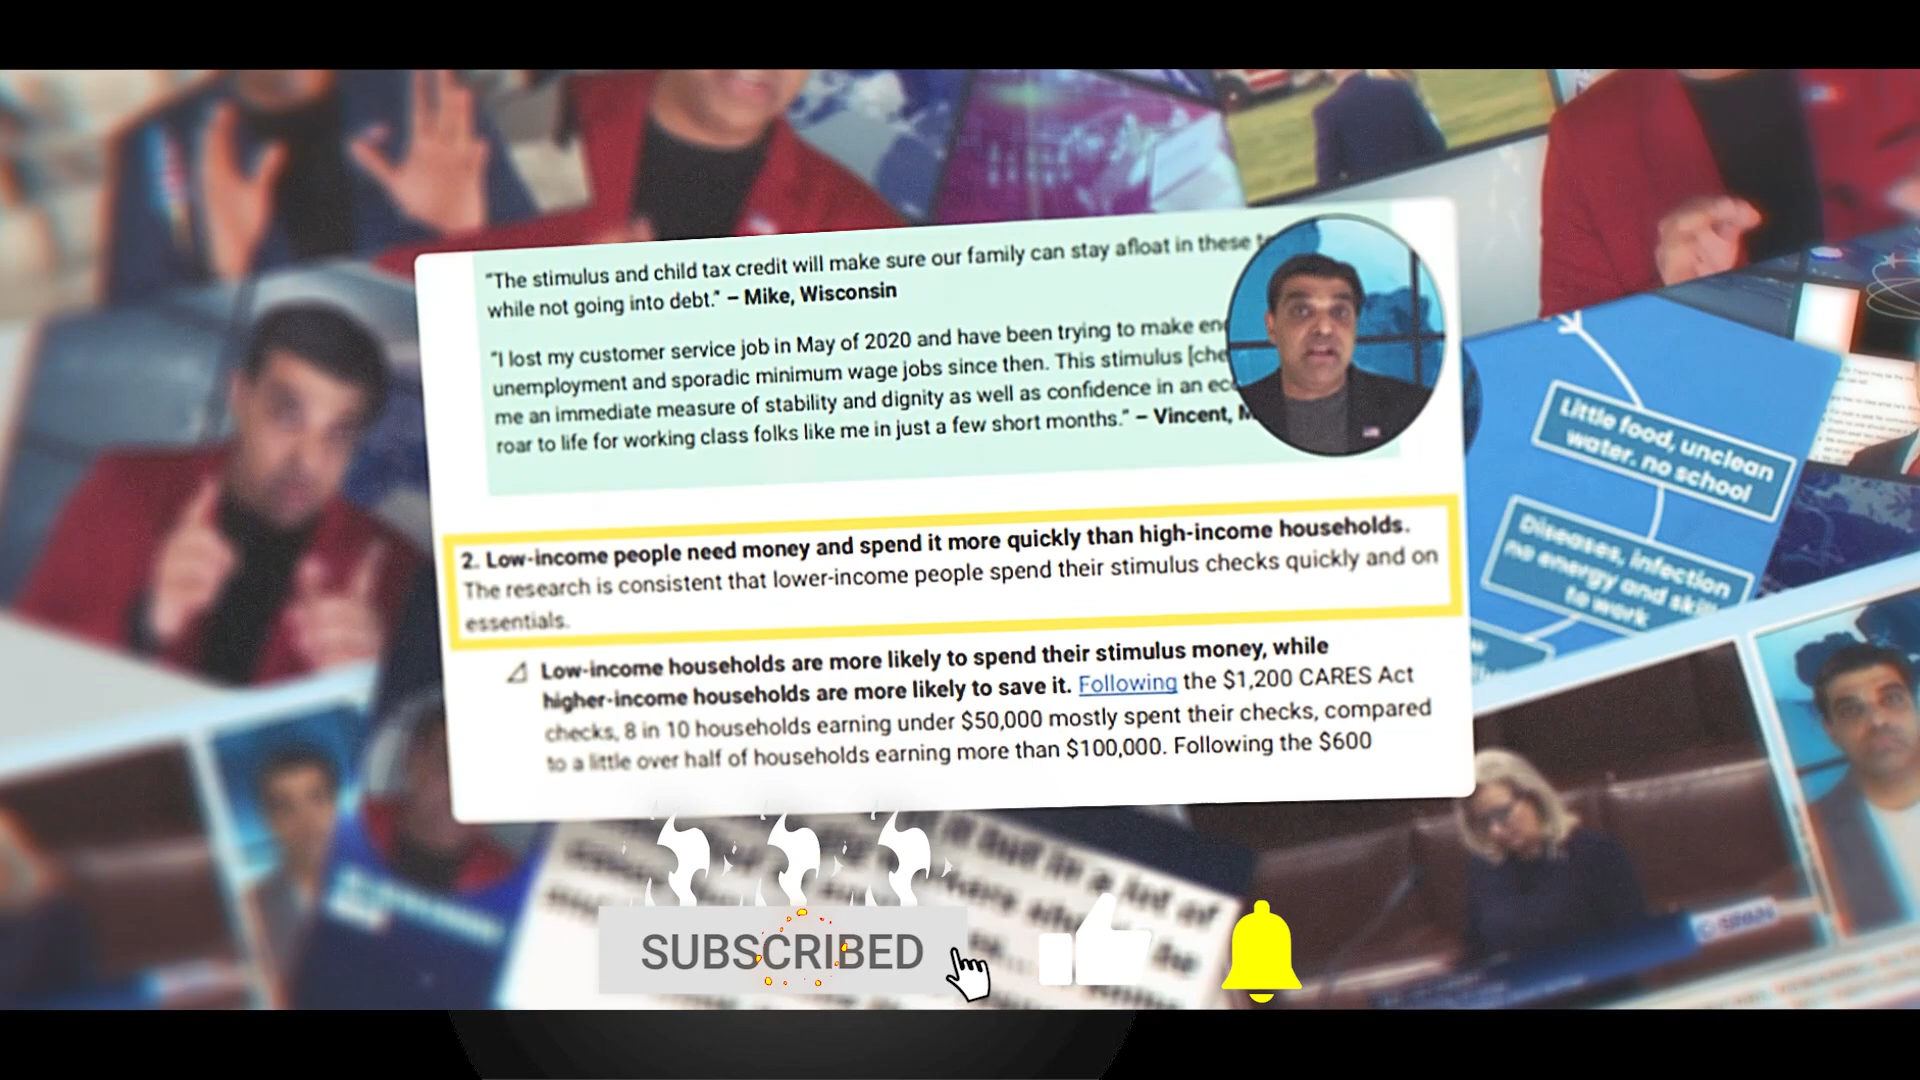 "The stimulus and child tax credit will make sure our family can stay afloat in these
while not going into debt." – Mike, Wisconsin
"I lost my customer service job in May of 2020 and have been trying to make
unemployment and sporadic minimum wage jobs since then. This stimulus
me an immediate measure of stability and dignity as well as confidence in an
roar to life for working class folks like me in just a few short months." – Vincent,
2. Low-income people need money and spend it more quickly than high-income households.
The research is consistent that lower-income people spend their stimulus checks quickly and on
essentials.
Low-income households are more likely to spend their stimulus money, while
higher-income households are more likely to save it. Following the $1,200 CARES Act
checks, 8 in 10 households earning under $50,000 mostly spent their checks, compared
to a little over half of households earning more than $100,000. Following the $600
Little food, unclean
water. no school
Diseases, infection
no energy and skill
to work
it but in a lot of
SUBSCRIBED